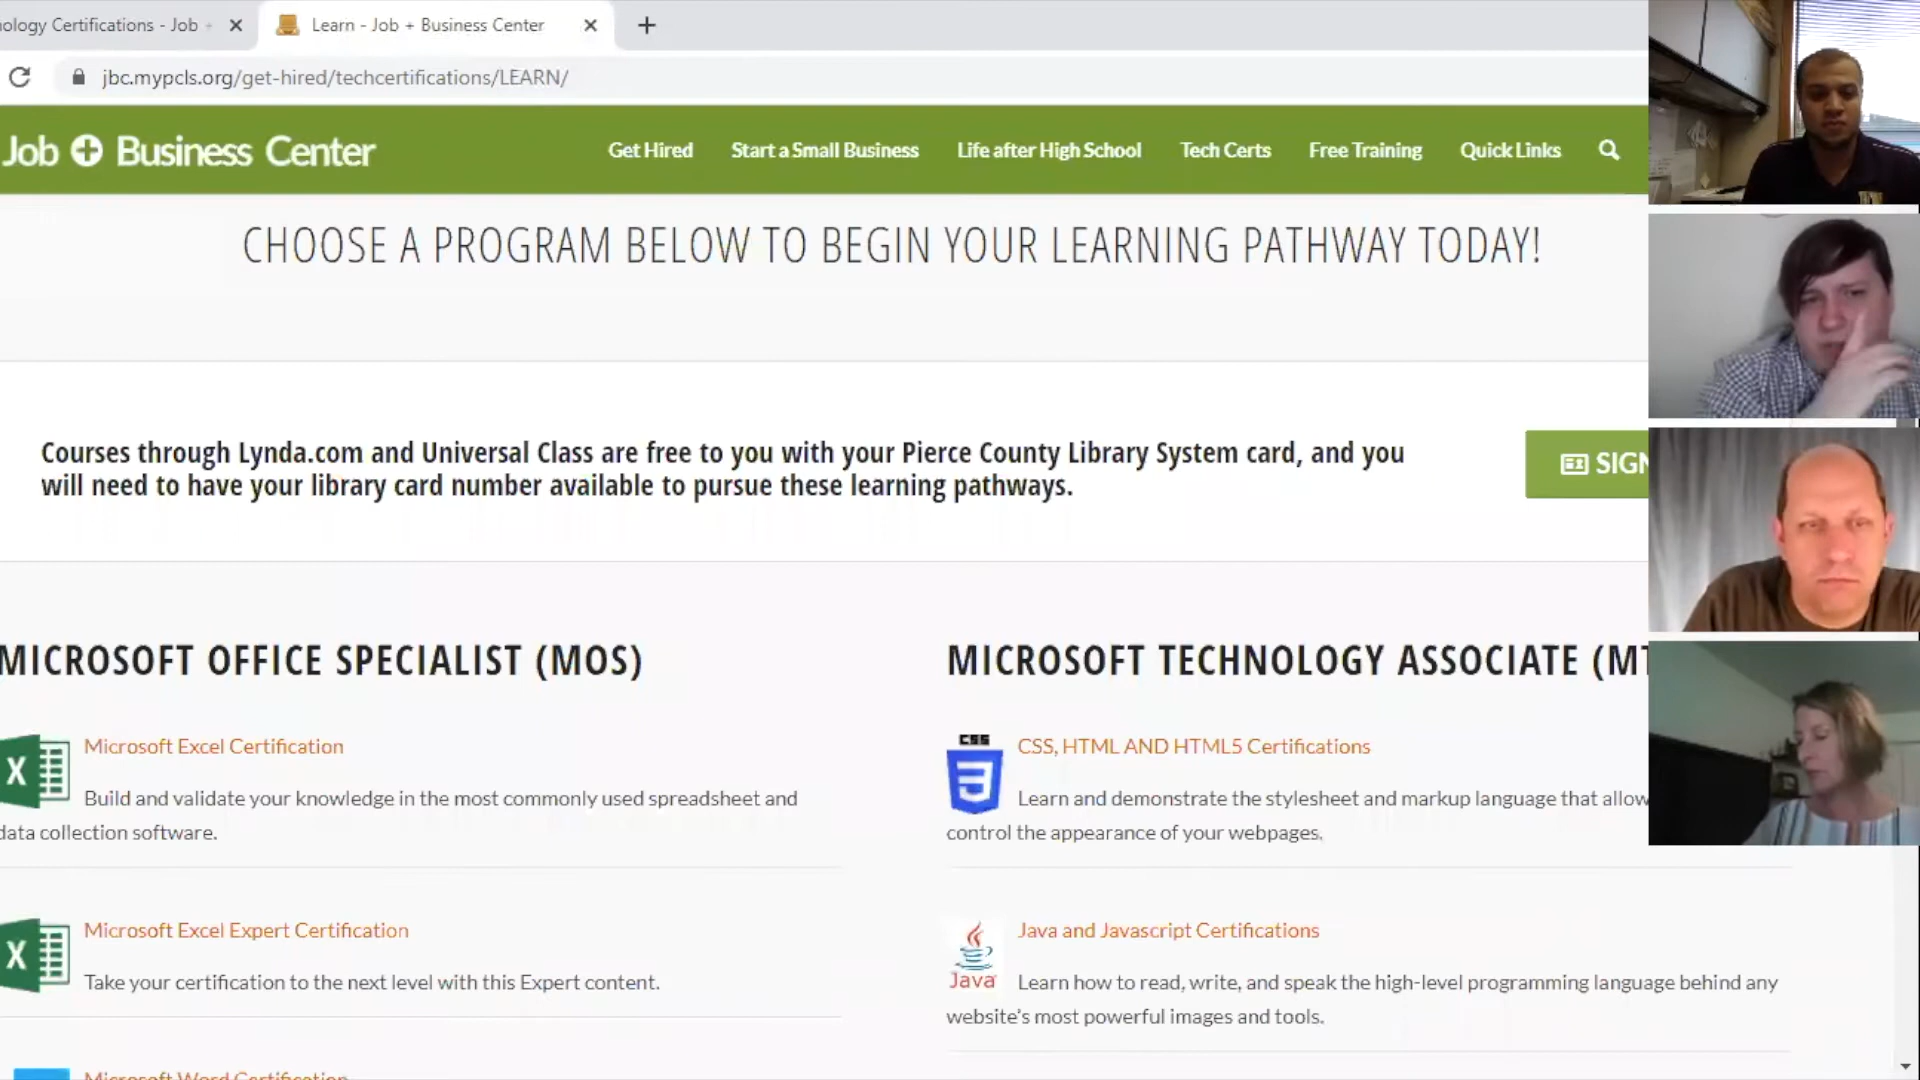 nology Certifications - Job
Learn - Job + Business Center
jbc.mypcls.org/get-hired/techcertifications/LEARN/
Job + Business Center
Get Hired
Start a Small Business
Life after High School
Tech Certs
Free Training
Quick Links
CHOOSE A PROGRAM BELOW TO BEGIN YOUR LEARNING PATHWAY TODAY!
Courses through Lynda.com and Universal Class are free to you with your Pierce County Library System card, and you
will need to have your library card number available to pursue these learning pathways.
SIGN
MICROSOFT OFFICE SPECIALIST (MOS)
X
Microsoft Excel Certification
Build and validate your knowledge in the most commonly used spreadsheet and
data collection software.
X
Microsoft Excel Expert Certification
Take your certification to the next level with this Expert content.
Microsoft Word Certification
MICROSOFT TECHNOLOGY ASSOCIATE (MT
CSS
3
CSS, HTML AND HTML5 Certifications
Learn and demonstrate the stylesheet and markup language that allow
control the appearance of your webpages.
Java
Java and Javascript Certifications
Learn how to read, write, and speak the high-level programming language behind any
website's most powerful images and tools.